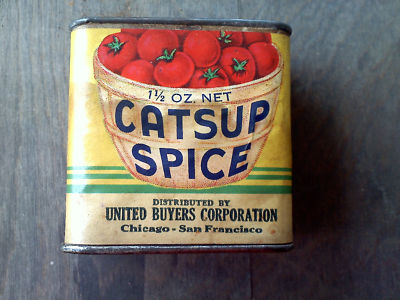 1½ OZ. NET
CATSUP
SPICE
DISTRIBUTED BY
UNITED BUYERS CORPORATION
Chicago - San Francisco